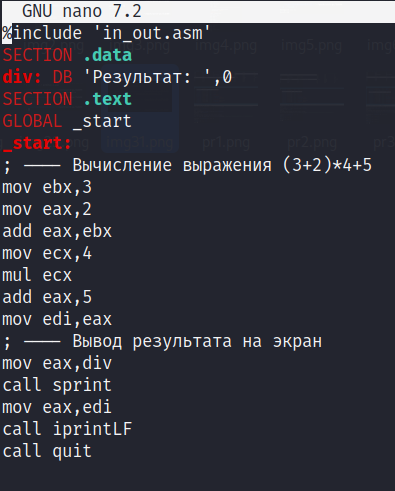 GNU nano 7.2
%include 'in_out.asm'
SECTION .data
div: DB 'Результат: ',0
SECTION .text
GLOBAL _start
_start:
; ---- Вычисление выражения (3+2)*4+5
mov ebx,3
mov eax,2
add eax,ebx
mov ecx,4
mul ecx
add eax,5
mov edi,eax
; ---- Вывод результата на экран
mov eax,div
call sprint
mov eax,edi
call iprintLF
call quit